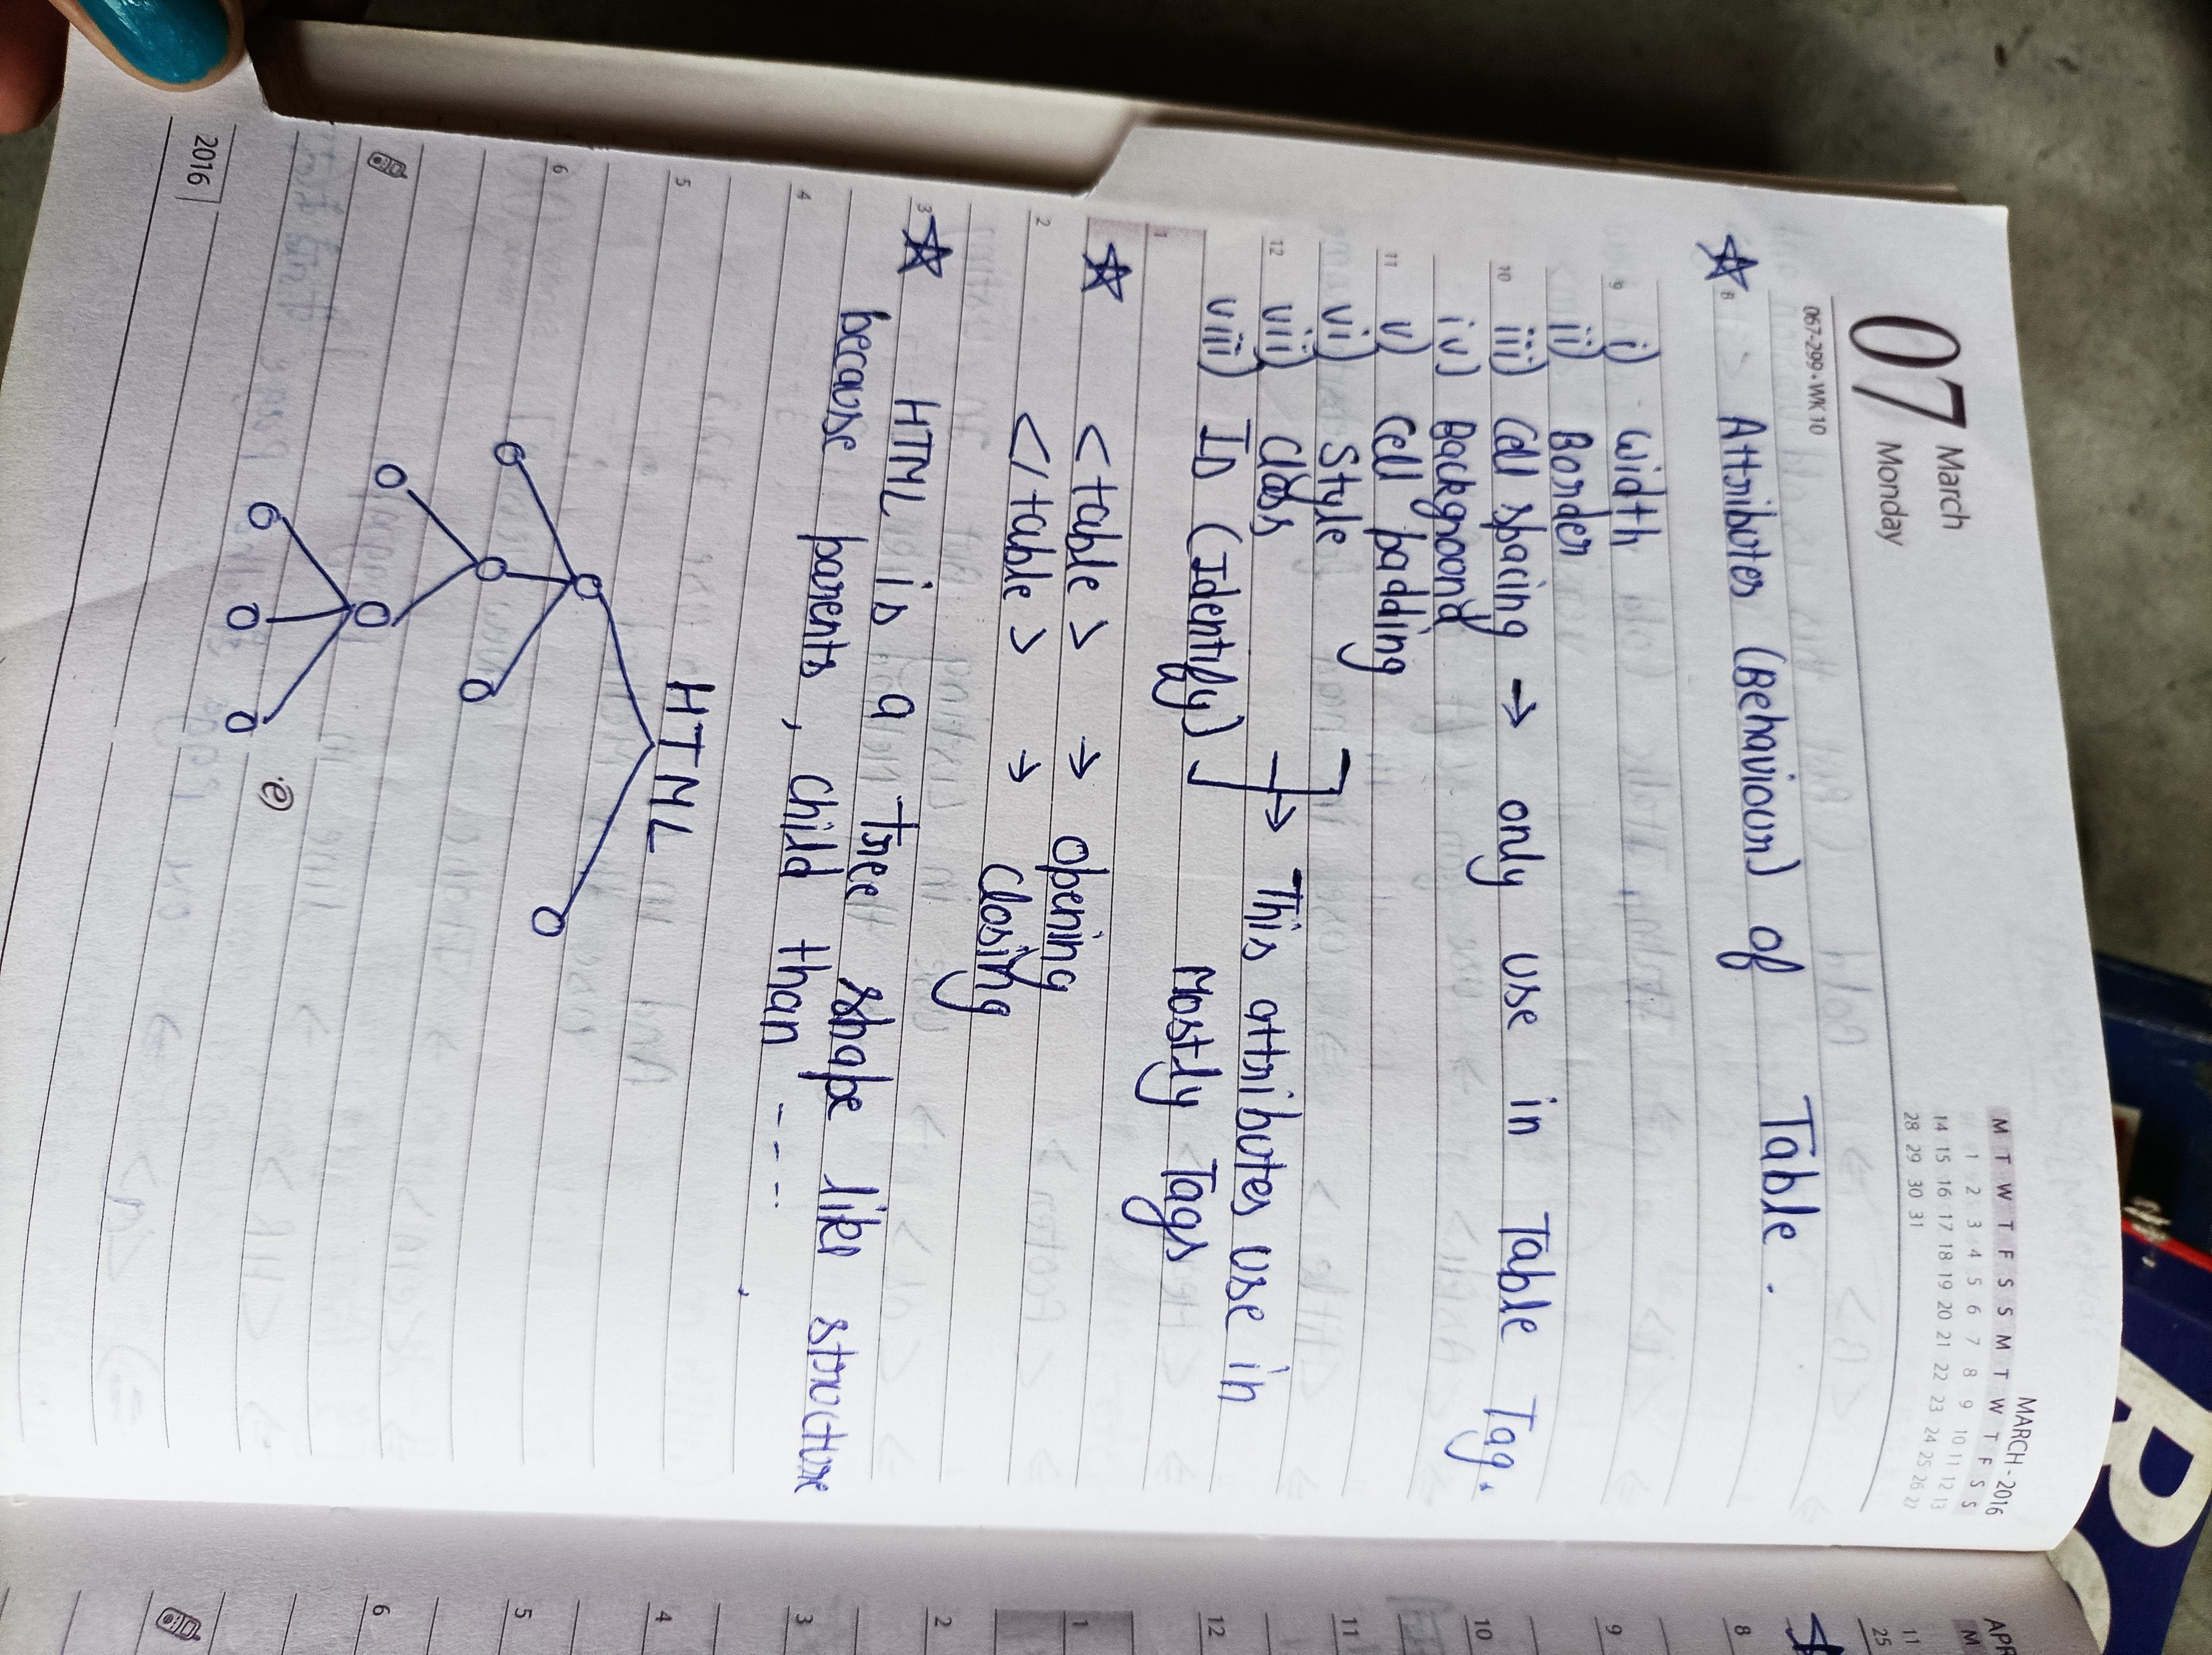 07 March
Monday
067-299 • WK 10
MARCH - 2016
M T W T F S S M T W T F S S
1 2 3 4 5 6 7 8 9 10 11 12 13
14 15 16 17 18 19 20 21 22 23 24 25 26 27
28 29 30 31
8 Attributes (Behaviour) of Table.
9 i) Width
ii) Border
10 iii) Cell spacing → only use in Table Tag.
iv) Background
11 v) Cell padding
vi) Style
12 vii) Class → This attributes use in
viii) ID (Identify) Mostly Tags
1 <table> → opening
2 </table> → Closing
3 HTML is a Tree shape like structure
because parents, child than ----
4
5 HTML
6
e
2016
APR
M
11
25
8
9
10
11
12
1
2
3
4
5
6
R